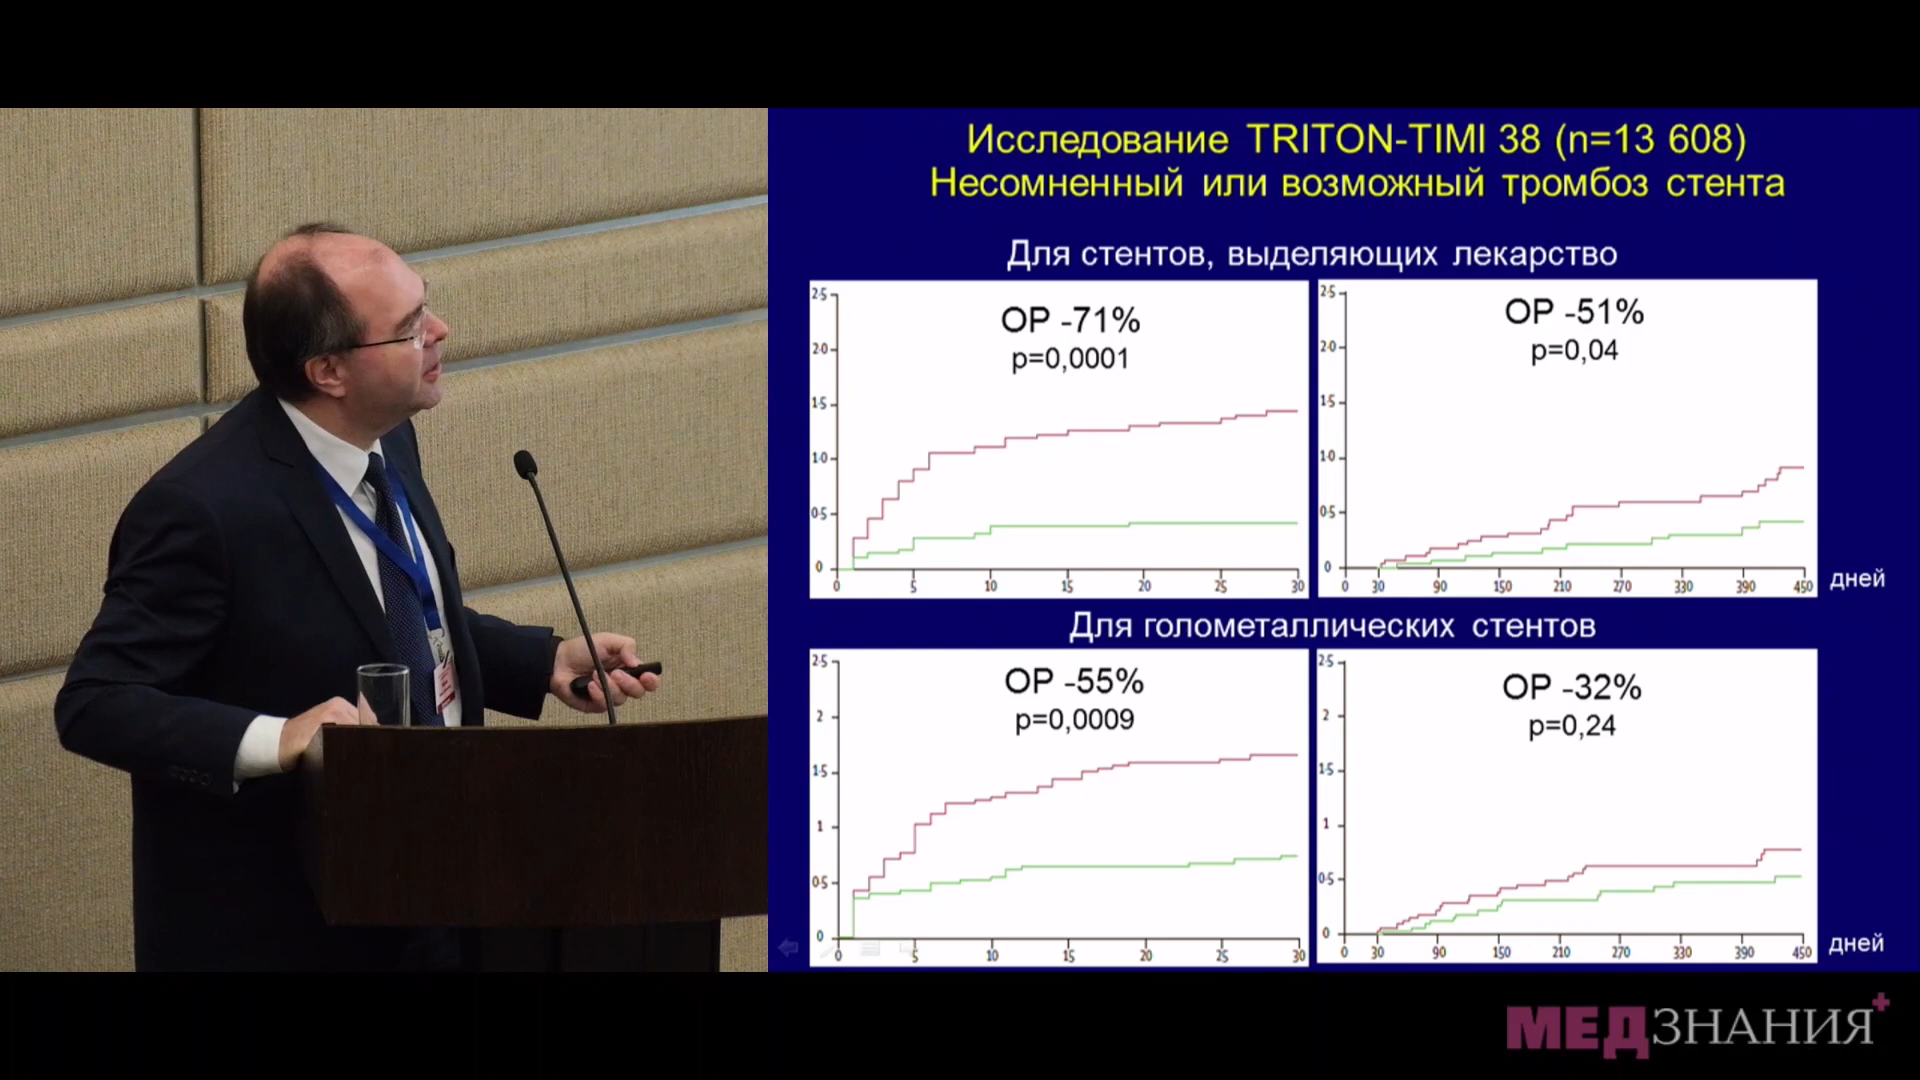 Исследование TRITON-TIMI 38 (n=13 608)
Несомненный или возможный тромбоз стента
Для стентов, выделяющих лекарство
ОР -71%
p=0,0001
2·5
2·0
1·5
1·0
0·5
0
0 5 10 15 20 25 30
ОР -51%
p=0,04
2·5
2·0
1·5
1·0
0·5
0
0 30 90 150 210 270 330 390 450
дней
Для голометаллических стентов
ОР -55%
p=0,0009
2·5
2
1·5
1
0·5
0
0 5 10 15 20 25 30
ОР -32%
p=0,24
2·5
2
1·5
1
0·5
0
0 30 90 150 210 270 330 390 450
дней
МЕДЗНАНИЯ+